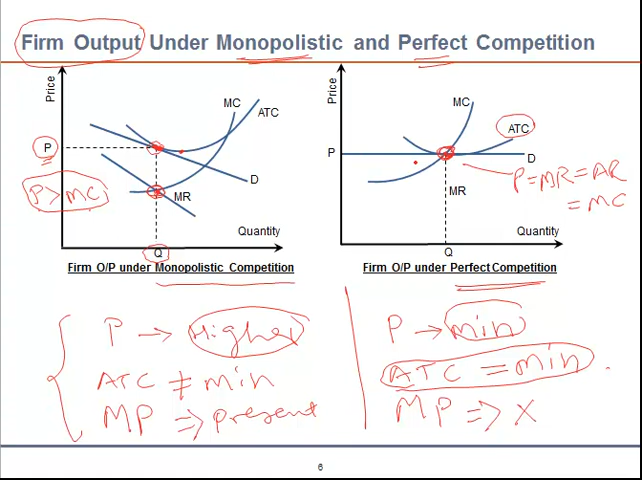 Firm Output Under Monopolistic and Perfect Competition
Price
MC
ATC
P
D
MR
P > MC
Quantity
Q
Firm O/P under Monopolistic Competition
Price
MC
ATC
P
D
P = MR = AR
= MC
MR
Quantity
Q
Firm O/P under Perfect Competition
P → Higher
ATC ≠ min
MP ⇒ present
P → min
ATC = min
MP ⇒ X
6